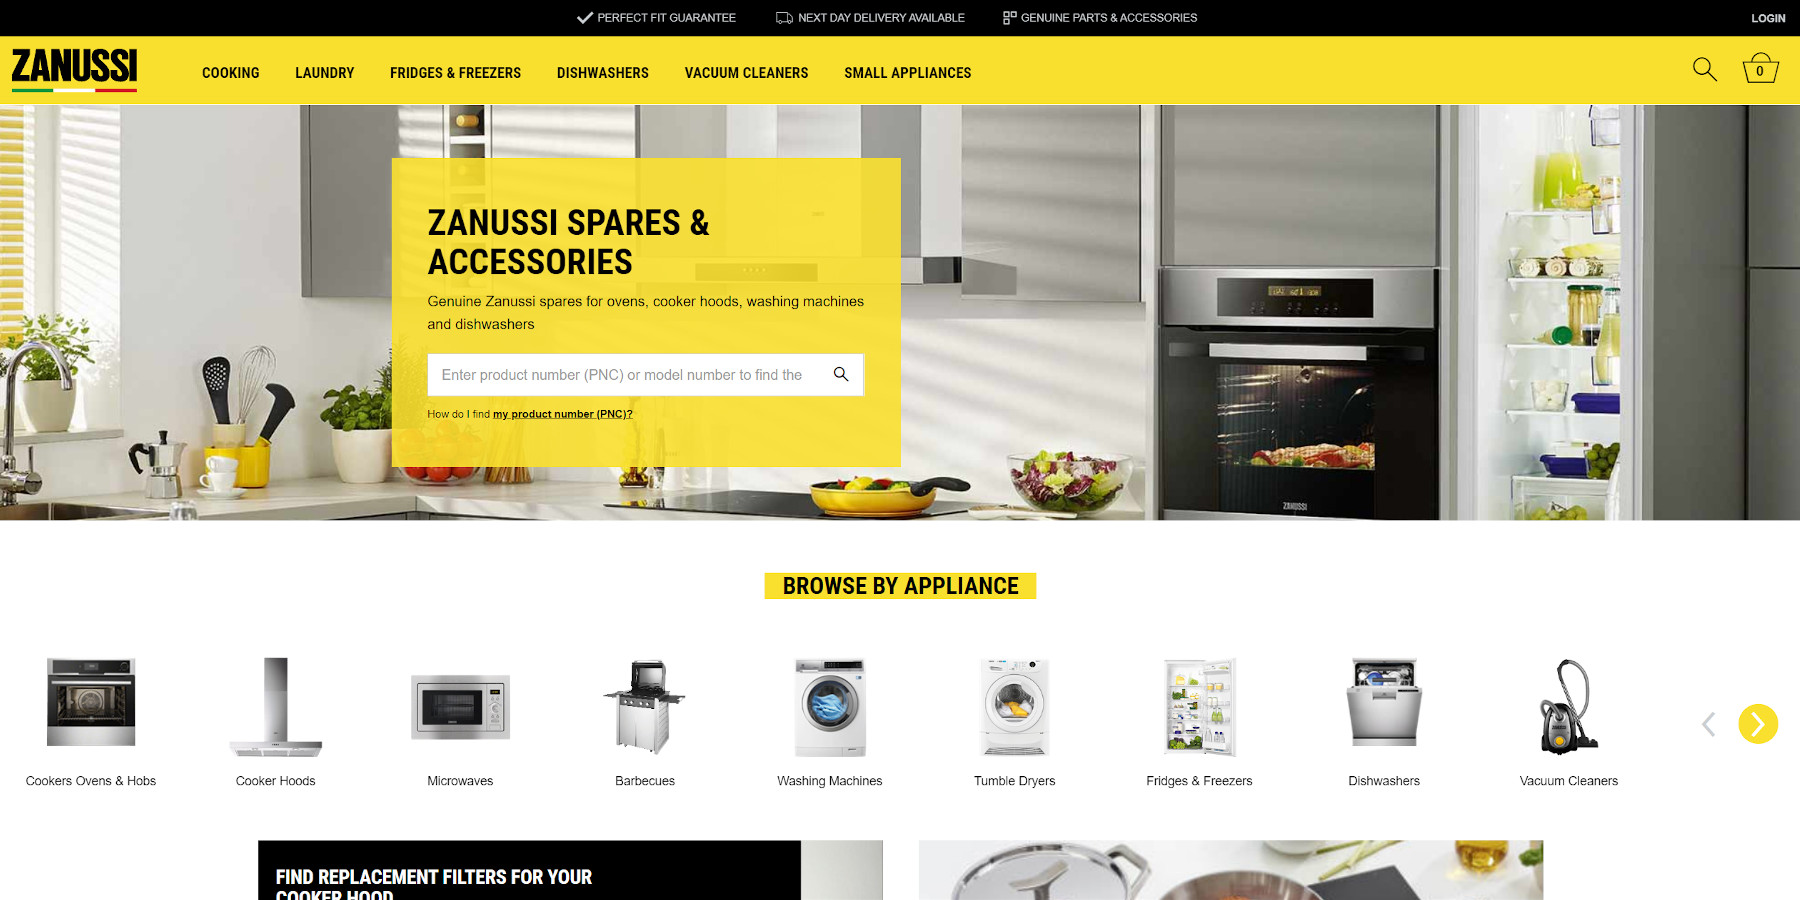 PERFECT FIT GUARANTEE
NEXT DAY DELIVERY AVAILABLE
GENUINE PARTS & ACCESSORIES
LOGIN
ZANUSSI
COOKING
LAUNDRY
FRIDGES & FREEZERS
DISHWASHERS
VACUUM CLEANERS
SMALL APPLIANCES
0
ZANUSSI SPARES &
ACCESSORIES
Genuine Zanussi spares for ovens, cooker hoods, washing machines
and dishwashers
Enter product number (PNC) or model number to find the
How do I find my product number (PNC)?
ZANUSSI
BROWSE BY APPLIANCE
Cookers Ovens & Hobs
Cooker Hoods
Microwaves
Barbecues
Washing Machines
Tumble Dryers
Fridges & Freezers
Dishwashers
Vacuum Cleaners
FIND REPLACEMENT FILTERS FOR YOUR
COOKER HOOD